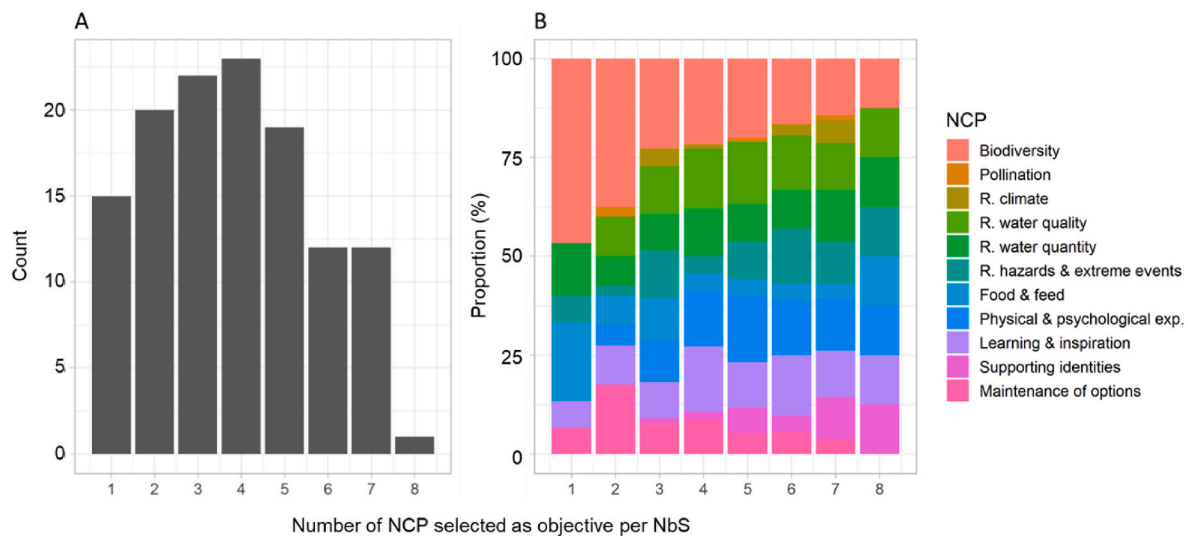 A
Count
20
15
10
5
0
1 2 3 4 5 6 7 8
B
Proportion (%)
100
75
50
25
0
1 2 3 4 5 6 7 8
Number of NCP selected as objective per NbS
NCP
Biodiversity
Pollination
R. climate
R. water quality
R. water quantity
R. hazards & extreme events
Food & feed
Physical & psychological exp.
Learning & inspiration
Supporting identities
Maintenance of options